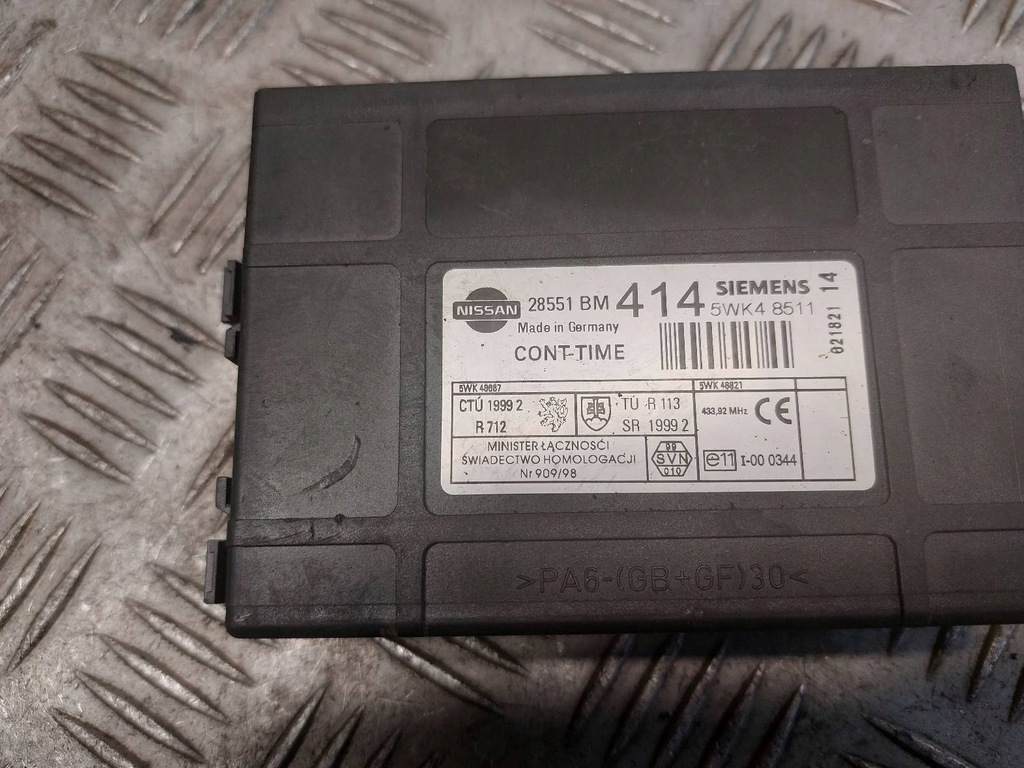 NISSAN
28551 BM 414
SIEMENS
5WK4 8511
021821 14
Made in Germany
CONT-TIME
5WK 48687
5WK 48821
CTÚ 1999 2
R 712
TÚ R 113
SR 1999 2
433,92 MHz CE
MINISTER ŁĄCZNOSĆI
ŚWIADECTWO HOMOLOGACJI
Nr 909/98
99
SVN
010
e11 I-00 0344
>PA6-(GB+GF)30<